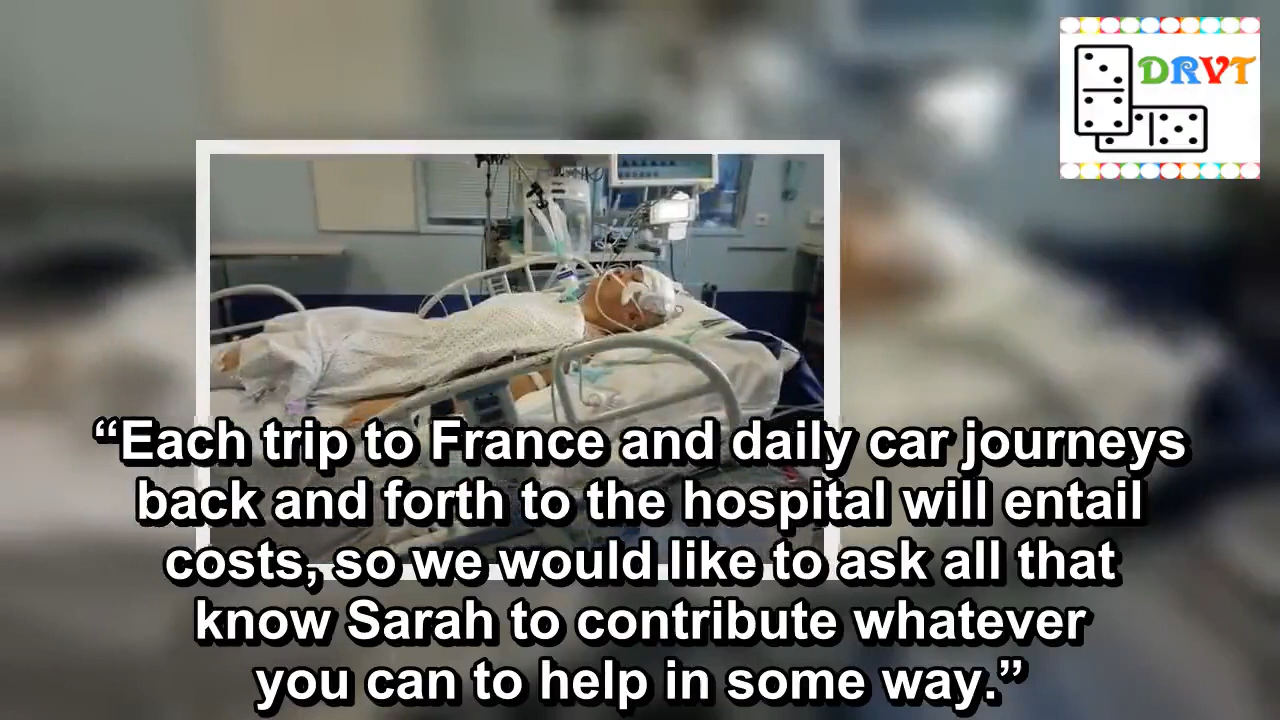 DRVT
“Each trip to France and daily car journeys
back and forth to the hospital will entail
costs, so we would like to ask all that
know Sarah to contribute whatever
you can to help in some way.”